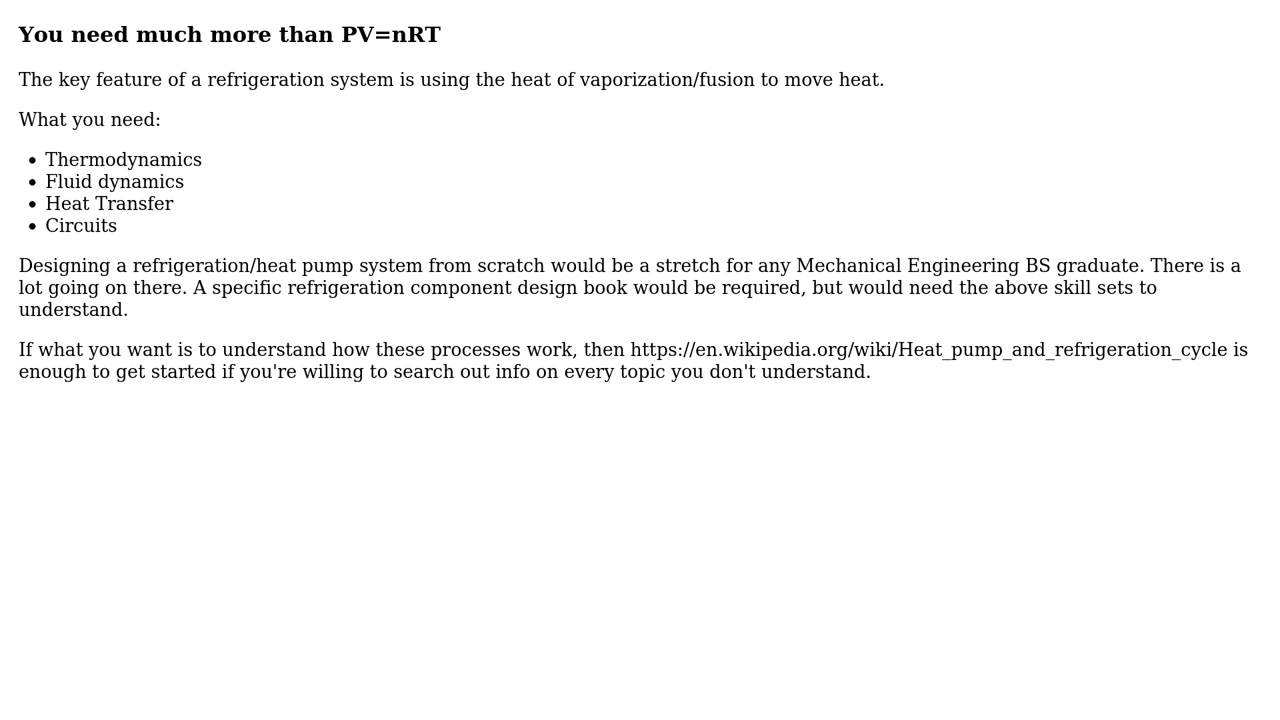 You need much more than PV=nRT
The key feature of a refrigeration system is using the heat of vaporization/fusion to move heat.
What you need:
• Thermodynamics
• Fluid dynamics
• Heat Transfer
• Circuits
Designing a refrigeration/heat pump system from scratch would be a stretch for any Mechanical Engineering BS graduate. There is a
lot going on there. A specific refrigeration component design book would be required, but would need the above skill sets to
understand.
If what you want is to understand how these processes work, then https://en.wikipedia.org/wiki/Heat_pump_and_refrigeration_cycle is
enough to get started if you're willing to search out info on every topic you don't understand.